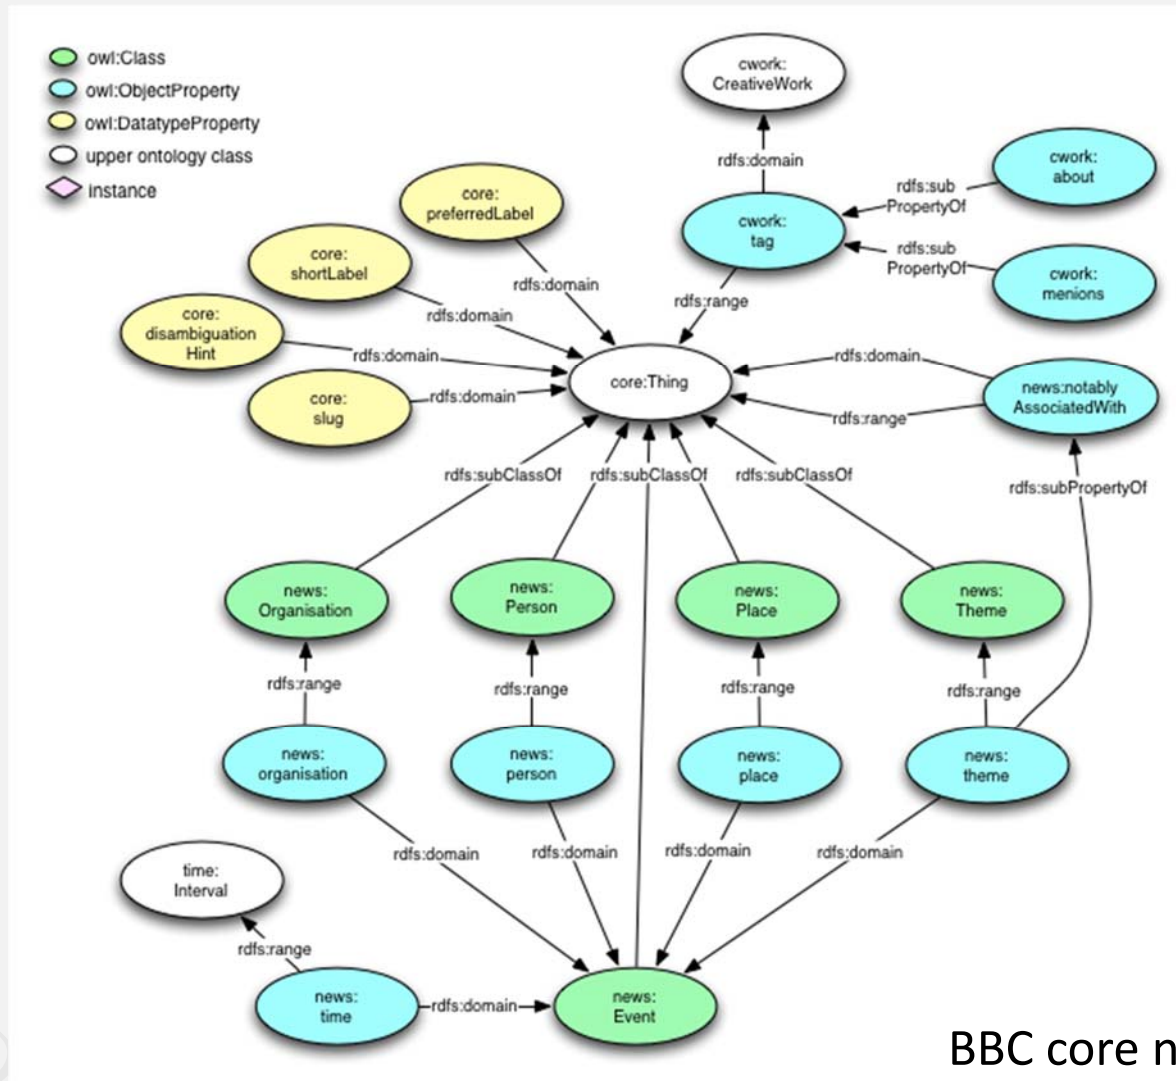 owl:Class
owl:ObjectProperty
owl:DatatypeProperty
upper ontology class
instance
cwork:
CreativeWork
rdfs:domain
cwork:
about
rdfs:sub
PropertyOf
cwork:
tag
rdfs:sub
PropertyOf
cwork:
menions
rdfs:range
core:
preferredLabel
rdfs:domain
core:
shortLabel
rdfs:domain
core:
disambiguation
Hint
rdfs:domain
core:
slug
rdfs:domain
core:Thing
rdfs:domain
news:notably
AssociatedWith
rdfs:range
rdfs:subClassOf
rdfs:subClassOf
rdfs:subClassOf
rdfs:subPropertyOf
news:
Organisation
news:
Person
news:
Place
news:
Theme
rdfs:range
rdfs:range
rdfs:range
rdfs:range
news:
organisation
news:
person
news:
place
news:
theme
rdfs:domain
rdfs:domain
rdfs:domain
rdfs:domain
time:
Interval
rdfs:range
news:
time
rdfs:domain
news:
Event
BBC core n